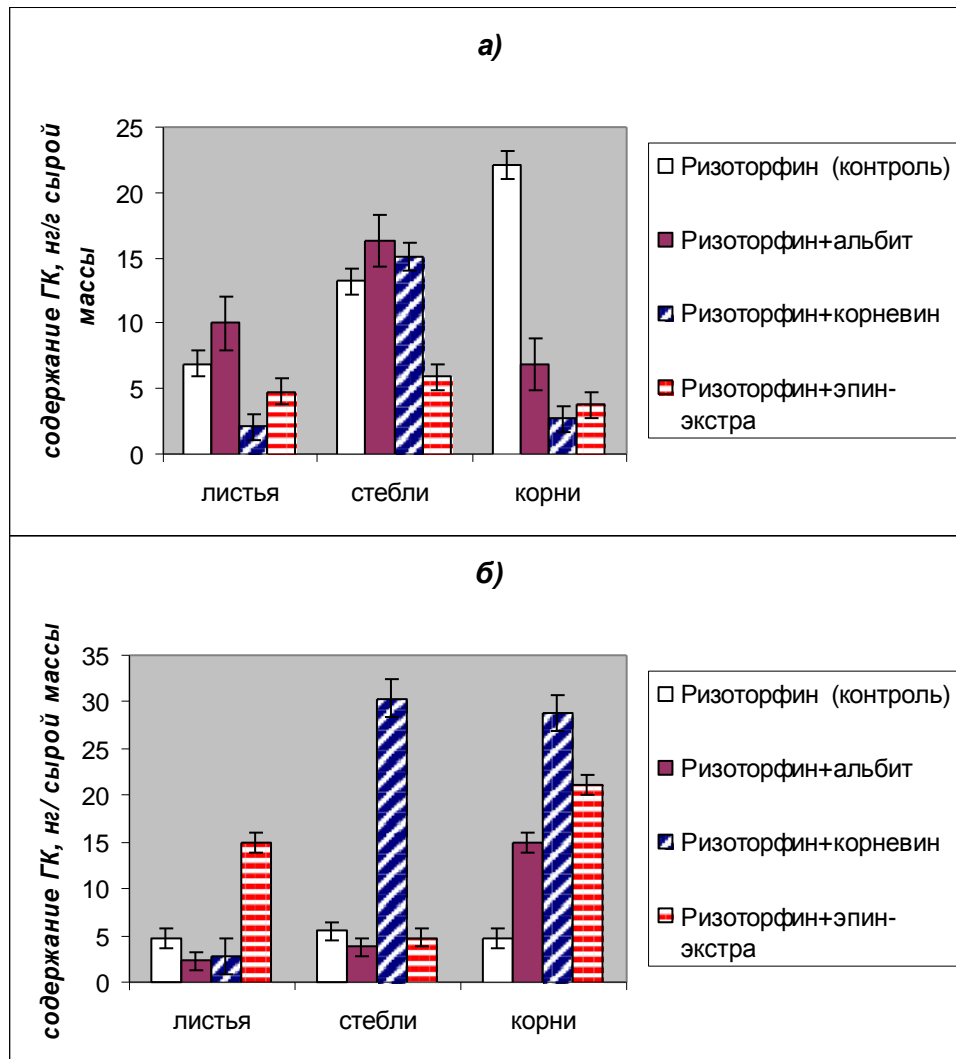 а)
содержание ГК, нг/г сырой
массы
25
20
15
10
5
0
листья
стебли
корни
Ризоторфин (контроль)
Ризоторфин+альбит
Ризоторфин+корневин
Ризоторфин+эпин-
экстра
б)
содержание ГК, нг/ сырой массы
35
30
25
20
15
10
5
0
листья
стебли
корни
Ризоторфин (контроль)
Ризоторфин+альбит
Ризоторфин+корневин
Ризоторфин+эпин-
экстра